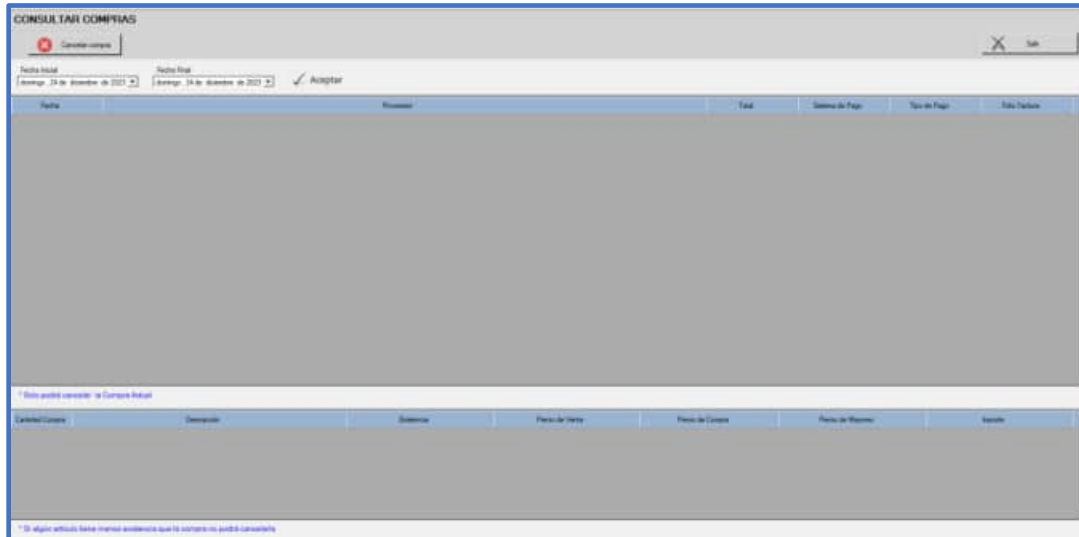 CONSULTAR COMPRAS
Cancelar compra
Salir
Fecha Inicial Fecha Final
domingo 24 de diciembre de 2023 domingo 24 de diciembre de 2023 Aceptar
Fecha Proveedor Total Sistema de Pago Tipo de Pago Folio Factura
* Solo podrá cancelar la Compra Actual
Cantidad Compra Descripción Existencia Precio de Venta Precio de Compra Precio de Mayoreo Importe
* Si algún artículo tiene menos existencia que la compra no podrá cancelarla